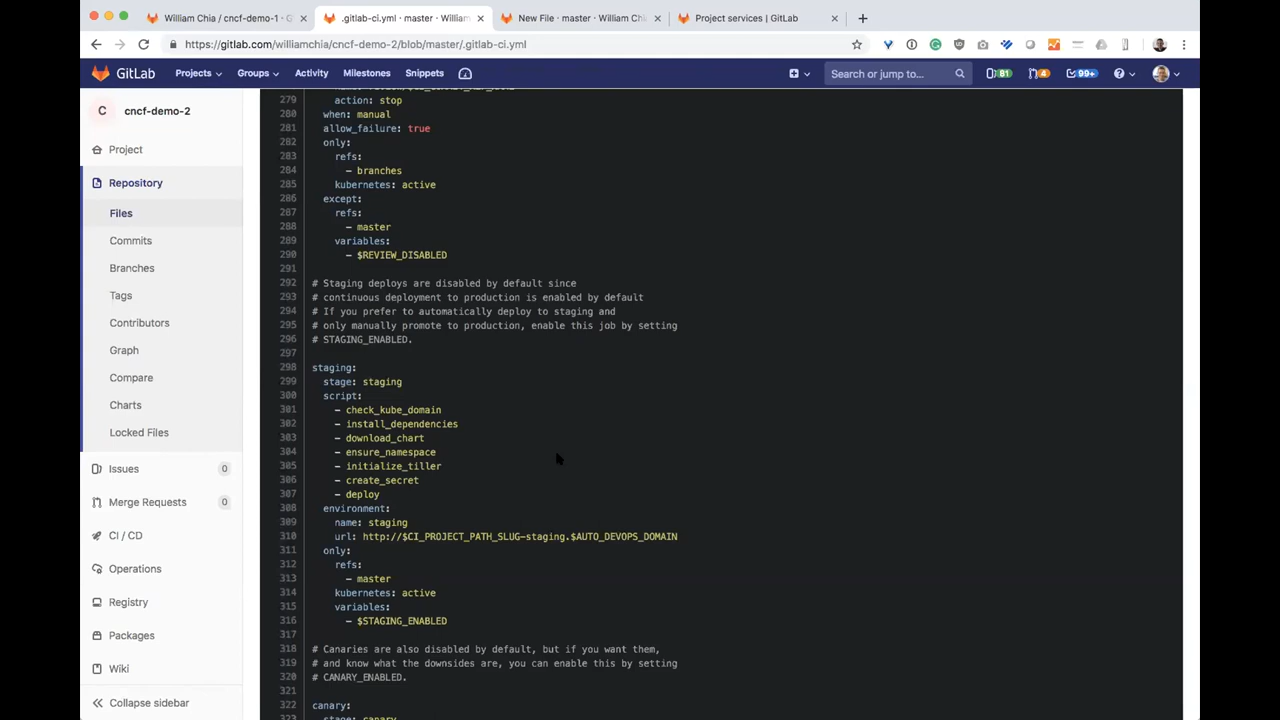 William Chia / cncf-demo-1 · G
.gitlab-ci.yml · master · William
New File · master · William Chi
Project services | GitLab
https://gitlab.com/williamchia/cncf-demo-2/blob/master/.gitlab-ci.yml
GitLab
Projects
Groups
Activity
Milestones
Snippets
Search or jump to...
81
4
99+
C
cncf-demo-2
Project
Repository
Files
Commits
Branches
Tags
Contributors
Graph
Compare
Charts
Locked Files
Issues 0
Merge Requests 0
CI / CD
Operations
Registry
Packages
Wiki
Collapse sidebar
279 action: stop
280 when: manual
281 allow_failure: true
282 only:
283 refs:
284 - branches
285 kubernetes: active
286 except:
287 refs:
288 - master
289 variables:
290 - $REVIEW_DISABLED
291
292 # Staging deploys are disabled by default since
293 # continuous deployment to production is enabled by default
294 # If you prefer to automatically deploy to staging and
295 # only manually promote to production, enable this job by setting
296 # STAGING_ENABLED.
297
298 staging:
299 stage: staging
300 script:
301 - check_kube_domain
302 - install_dependencies
303 - download_chart
304 - ensure_namespace
305 - initialize_tiller
306 - create_secret
307 - deploy
308 environment:
309 name: staging
310 url: http://$CI_PROJECT_PATH_SLUG-staging.$AUTO_DEVOPS_DOMAIN
311 only:
312 refs:
313 - master
314 kubernetes: active
315 variables:
316 - $STAGING_ENABLED
317
318 # Canaries are also disabled by default, but if you want them,
319 # and know what the downsides are, you can enable this by setting
320 # CANARY_ENABLED.
321
322 canary:
323 stage: canary